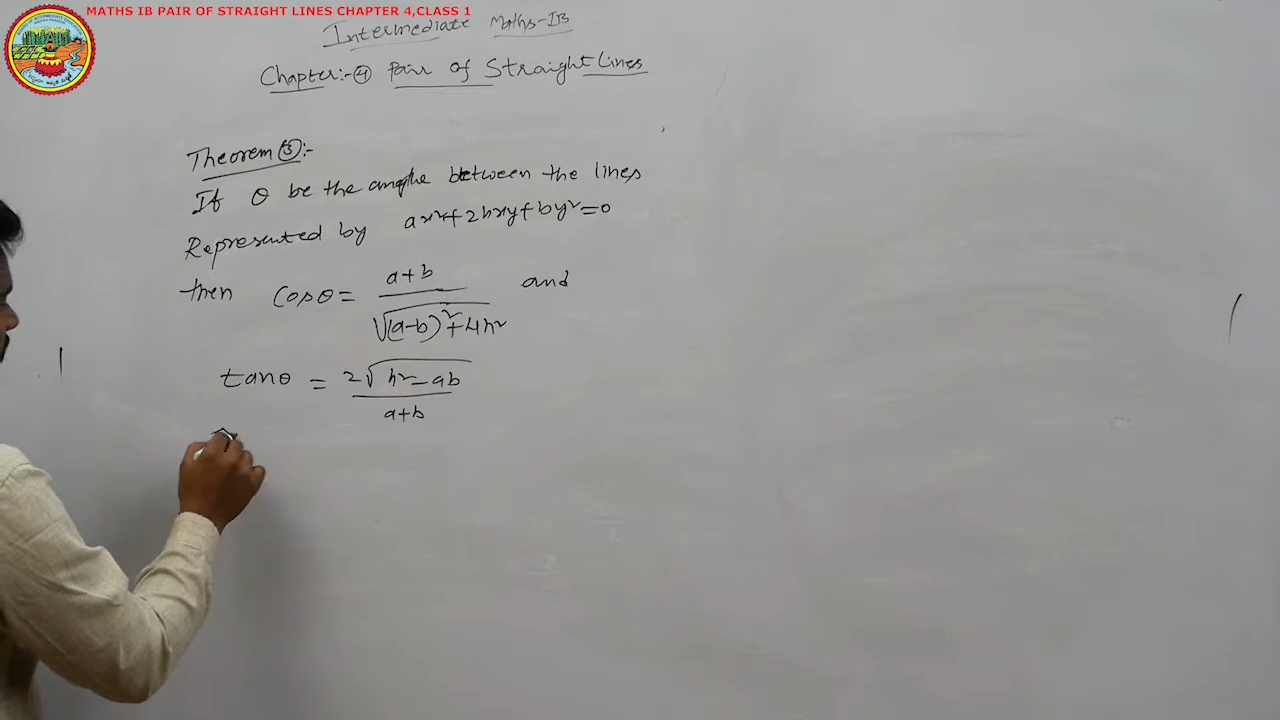 MATHS IB PAIR OF STRAIGHT LINES CHAPTER 4,CLASS 1
Intermediate Maths-IB
Chapter:-④ Pair of Straight Lines
Theorem ③:-
If θ be the angle between the lines
Represented by ax²+2hxy+by²=0
then cosθ = a+b / √(a-b)²+4h² and
tanθ = 2√h²-ab / a+b